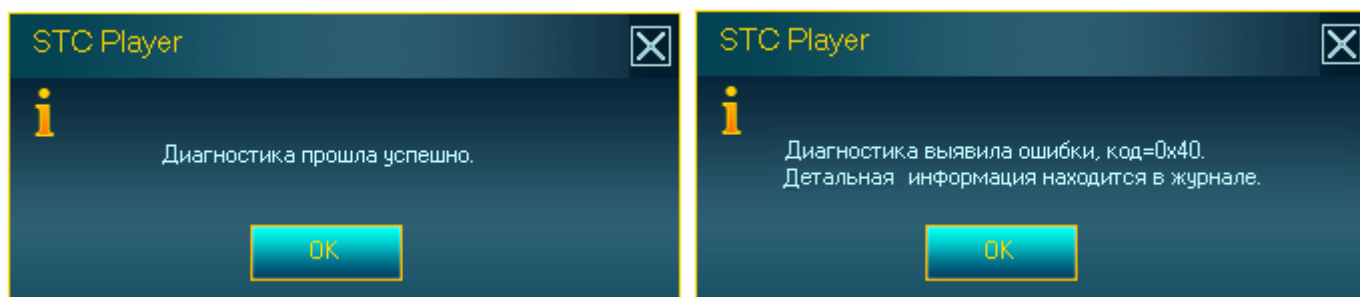 STC Player
Диагностика прошла успешно.
OK
STC Player
Диагностика выявила ошибки, код=0x40.
Детальная информация находится в журнале.
OK